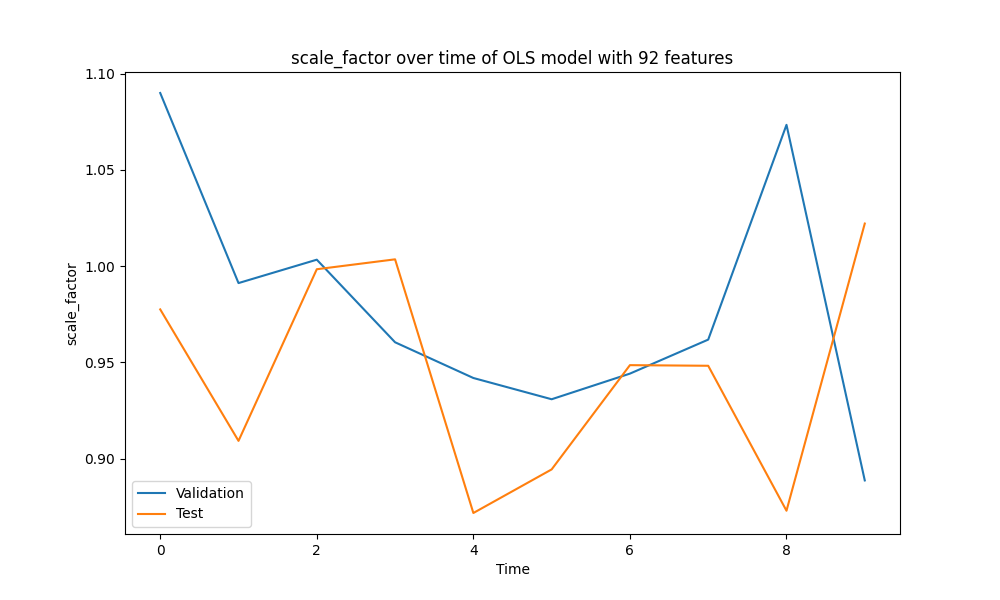 scale_factor over time of OLS model with 92 features
1.10
1.05
1.00
0.95
0.90
scale_factor
Validation
Test
0 2 4 6 8
Time